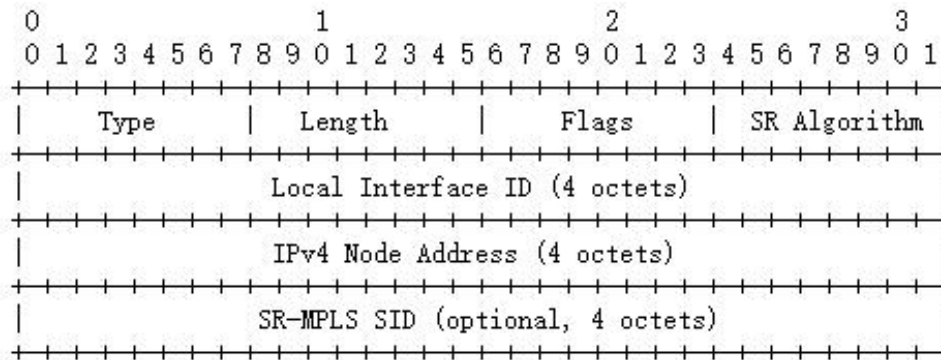 0 1 2 3
0 1 2 3 4 5 6 7 8 9 0 1 2 3 4 5 6 7 8 9 0 1 2 3 4 5 6 7 8 9 0 1
Type | Length | Flags | SR Algorithm
Local Interface ID (4 octets)
IPv4 Node Address (4 octets)
SR-MPLS SID (optional, 4 octets)